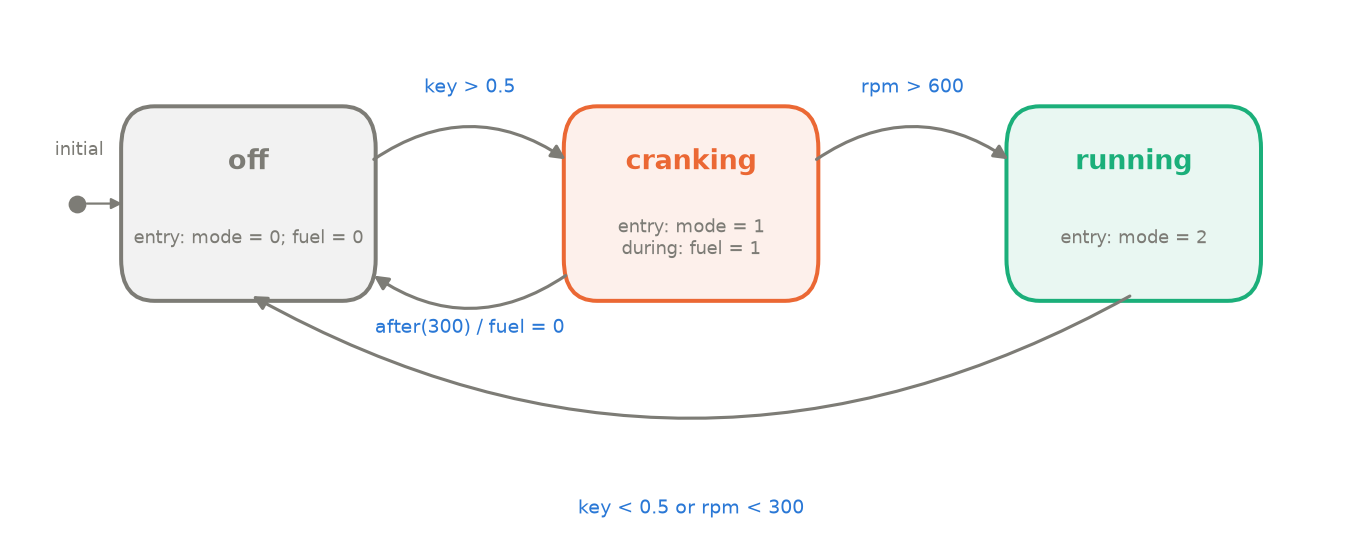 key > 0.5
rpm > 600
initial
off
cranking
running
entry: mode = 0; fuel = 0
entry: mode = 1
during: fuel = 1
entry: mode = 2
after(300) / fuel = 0
key < 0.5 or rpm < 300